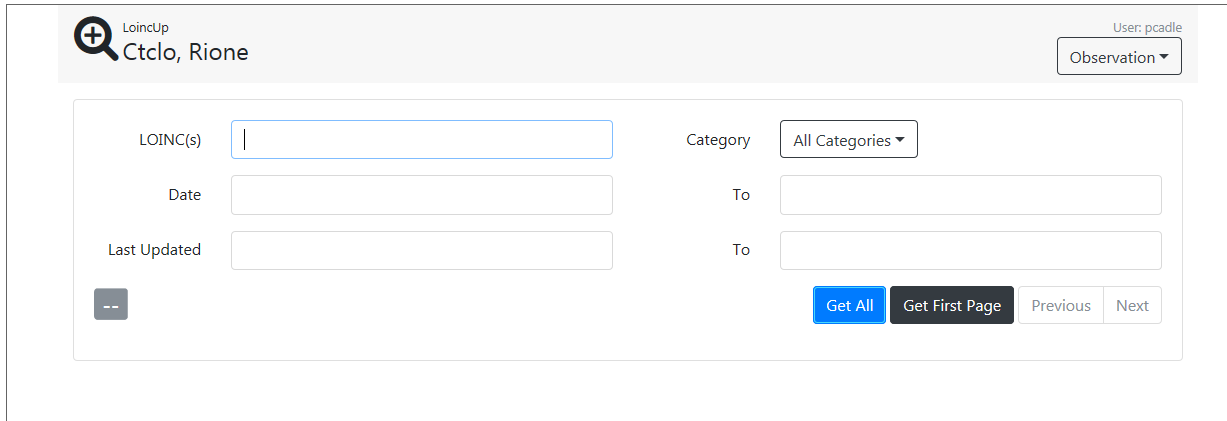 LoincUp
User: pcadle
Ctclo, Rione
Observation
LOINC(s)
Category
All Categories
Date
To
Last Updated
To
--
Get All
Get First Page
Previous
Next